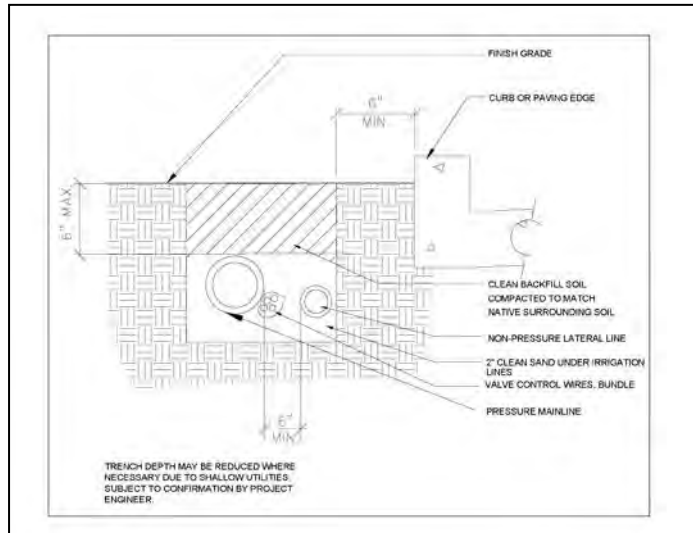 FINISH GRADE
CURB OR PAVING EDGE
6"
MIN
6" MAX
CLEAN BACKFILL SOIL
COMPACTED TO MATCH
NATIVE SURROUNDING SOIL
NON-PRESSURE LATERAL LINE
2" CLEAN SAND UNDER IRRIGATION
LINES
VALVE CONTROL WIRES, BUNDLE
PRESSURE MAINLINE
6"
MIN
TRENCH DEPTH MAY BE REDUCED WHERE
NECESSARY DUE TO SHALLOW UTILITIES,
SUBJECT TO CONFIRMATION BY PROJECT
ENGINEER.